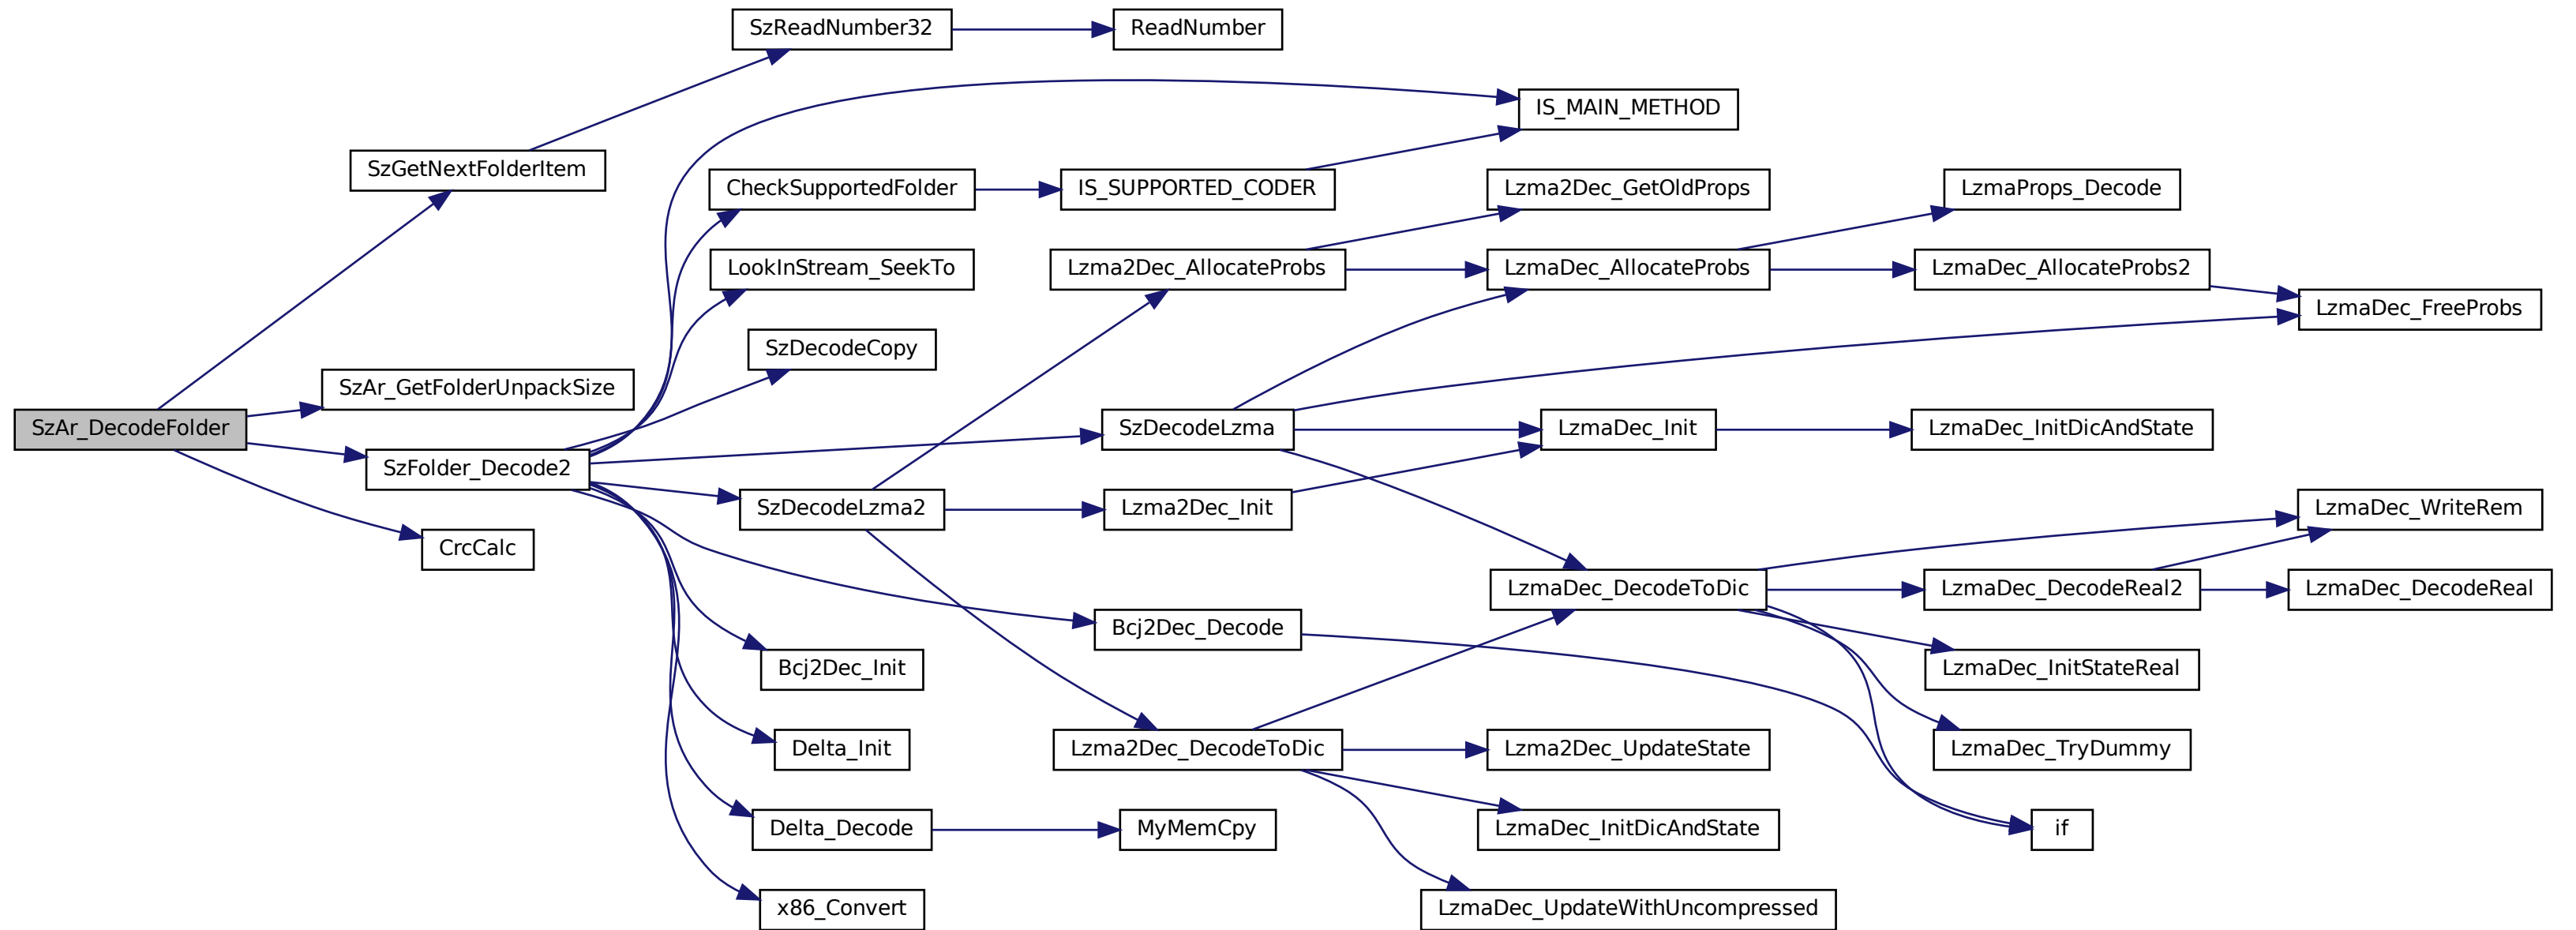 SzReadNumber32
ReadNumber
IS_MAIN_METHOD
SzGetNextFolderItem
CheckSupportedFolder
IS_SUPPORTED_CODER
Lzma2Dec_GetOldProps
LzmaProps_Decode
LookInStream_SeekTo
Lzma2Dec_AllocateProbs
LzmaDec_AllocateProbs
LzmaDec_AllocateProbs2
LzmaDec_FreeProbs
SzDecodeCopy
SzAr_GetFolderUnpackSize
SzAr_DecodeFolder
SzDecodeLzma
LzmaDec_Init
LzmaDec_InitDicAndState
SzFolder_Decode2
SzDecodeLzma2
Lzma2Dec_Init
LzmaDec_WriteRem
CrcCalc
LzmaDec_DecodeToDic
LzmaDec_DecodeReal2
LzmaDec_DecodeReal
Bcj2Dec_Decode
Bcj2Dec_Init
LzmaDec_InitStateReal
Delta_Init
Lzma2Dec_DecodeToDic
Lzma2Dec_UpdateState
LzmaDec_TryDummy
Delta_Decode
MyMemCpy
LzmaDec_InitDicAndState
if
x86_Convert
LzmaDec_UpdateWithUncompressed